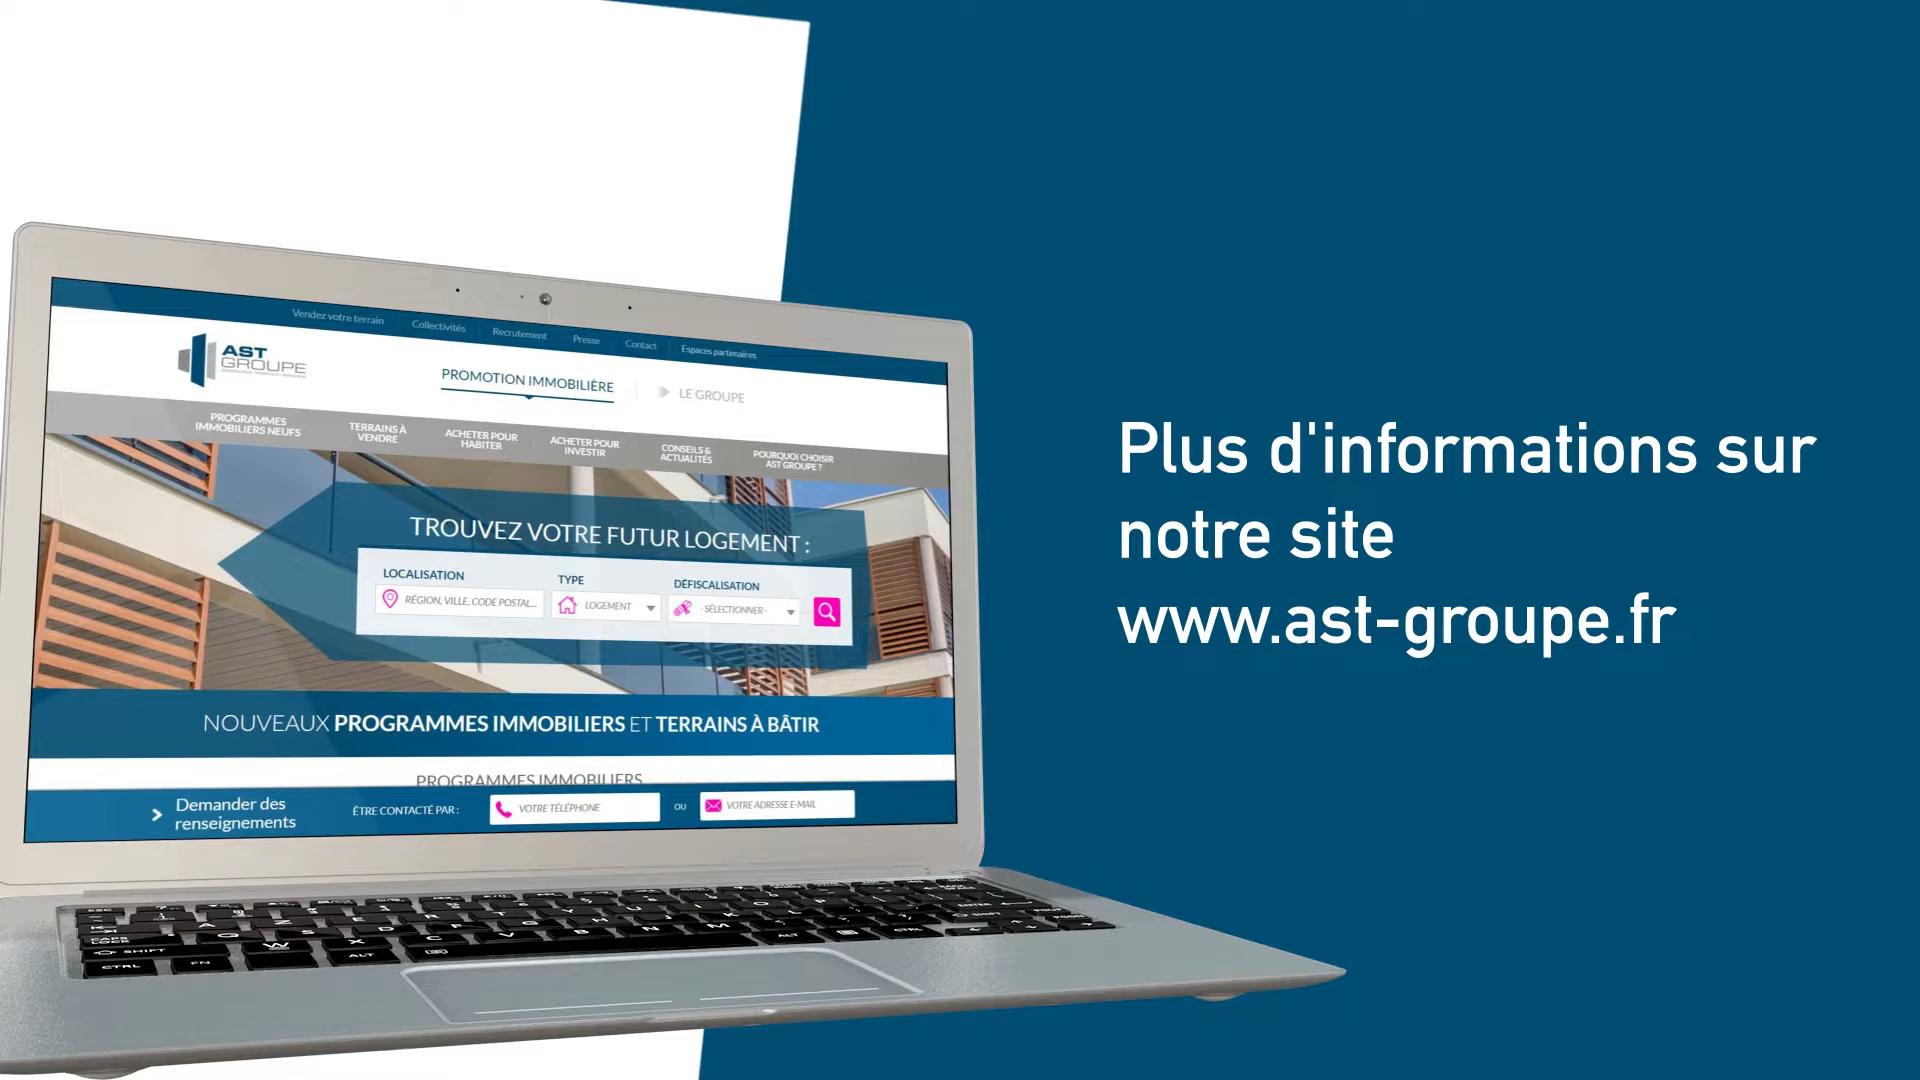 Vendez votre terrain
Collectivités
Recrutement
Presse
Contact
Espaces partenaires
AST
GROUPE
PROMOTION IMMOBILIÈRE
LE GROUPE
PROGRAMMES
IMMOBILIERS NEUFS
TERRAINS À
VENDRE
ACHETER POUR
HABITER
ACHETER POUR
INVESTIR
CONSEILS &
ACTUALITÉS
POURQUOI CHOISIR
AST GROUPE ?
TROUVEZ VOTRE FUTUR LOGEMENT :
LOCALISATION
TYPE
DÉFISCALISATION
RÉGION, VILLE, CODE POSTAL...
LOGEMENT
- SÉLECTIONNER -
NOUVEAUX PROGRAMMES IMMOBILIERS ET TERRAINS À BÂTIR
PROGRAMMES IMMOBILIERS
Demander des
renseignements
ÊTRE CONTACTÉ PAR :
VOTRE TÉLÉPHONE
OU
VOTRE ADRESSE E-MAIL
Plus d'informations sur
notre site
www.ast-groupe.fr